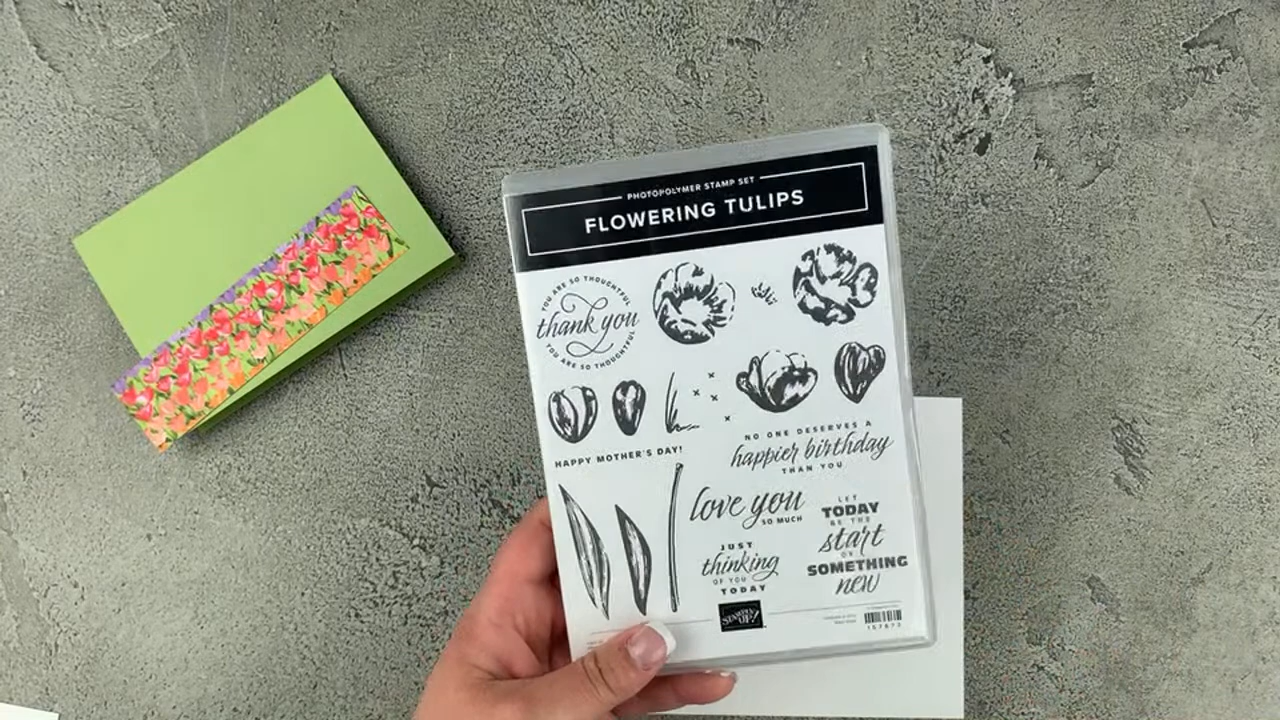 PHOTOPOLYMER STAMP SET
FLOWERING TULIPS
YOU ARE SO THOUGHTFUL
thank you
YOU ARE SO THOUGHTFUL
HAPPY MOTHER'S DAY!
NO ONE DESERVES A
happier birthday
THAN YOU
love you
SO MUCH
JUST
thinking
OF YOU
TODAY
LET
TODAY
BE THE
start
OF
SOMETHING
new
STAMPIN' UP!